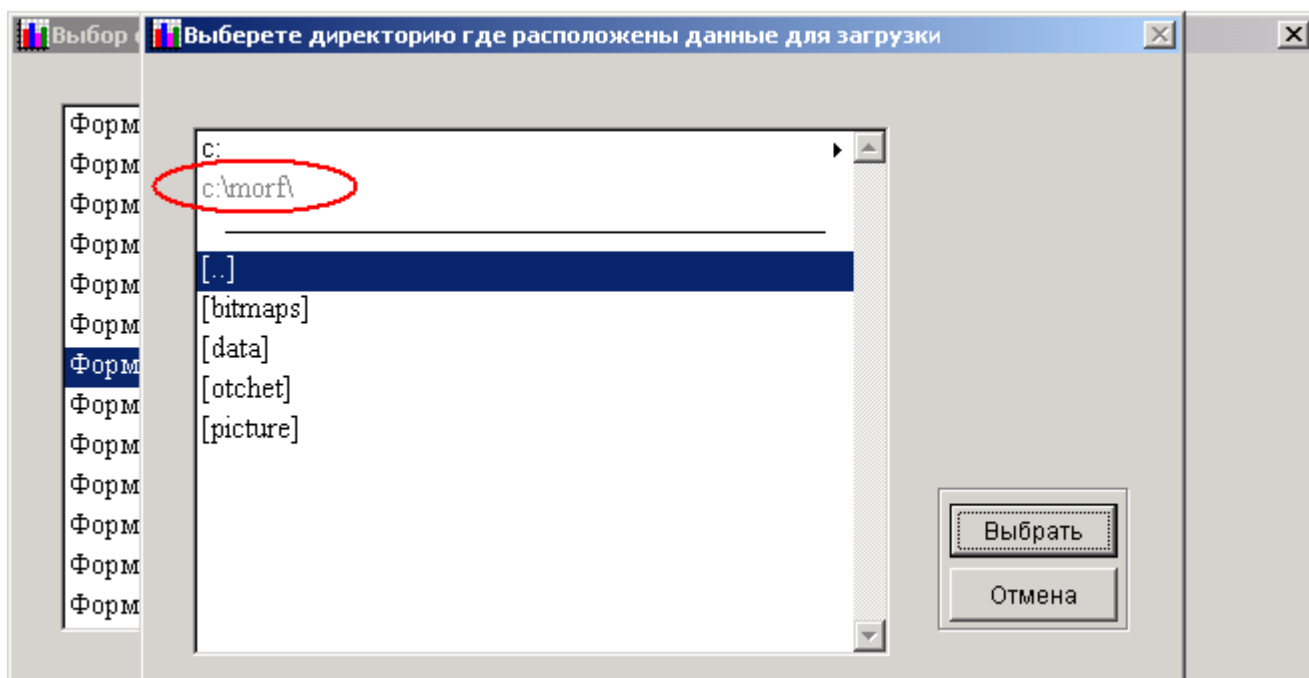 Выбор
Выберете директорию где расположены данные для загрузки
Форм
Форм
Форм
Форм
Форм
Форм
Форм
Форм
Форм
Форм
Форм
Форм
Форм
c:
c:\morf\
[..]
[bitmaps]
[data]
[otchet]
[picture]
Выбрать
Отмена